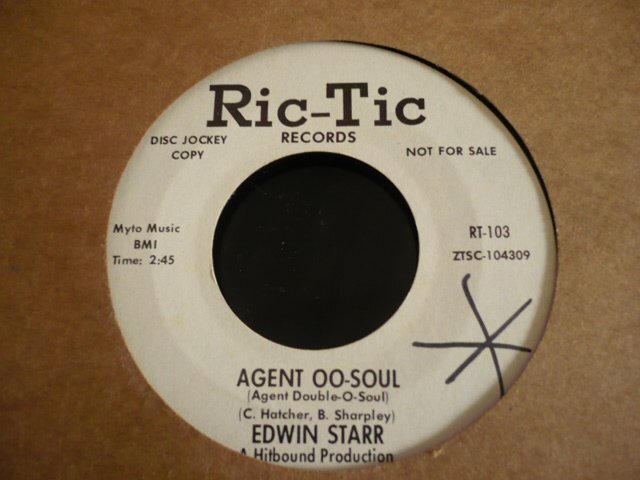 Ric-Tic
RECORDS
DISC JOCKEY
COPY
NOT FOR SALE
Myto Music
BMI
Time: 2:45
RT-103
ZTSC-104309
AGENT OO-SOUL
(Agent Double-O-Soul)
(C. Hatcher, B. Sharpley)
EDWIN STARR
A Hitbound Production